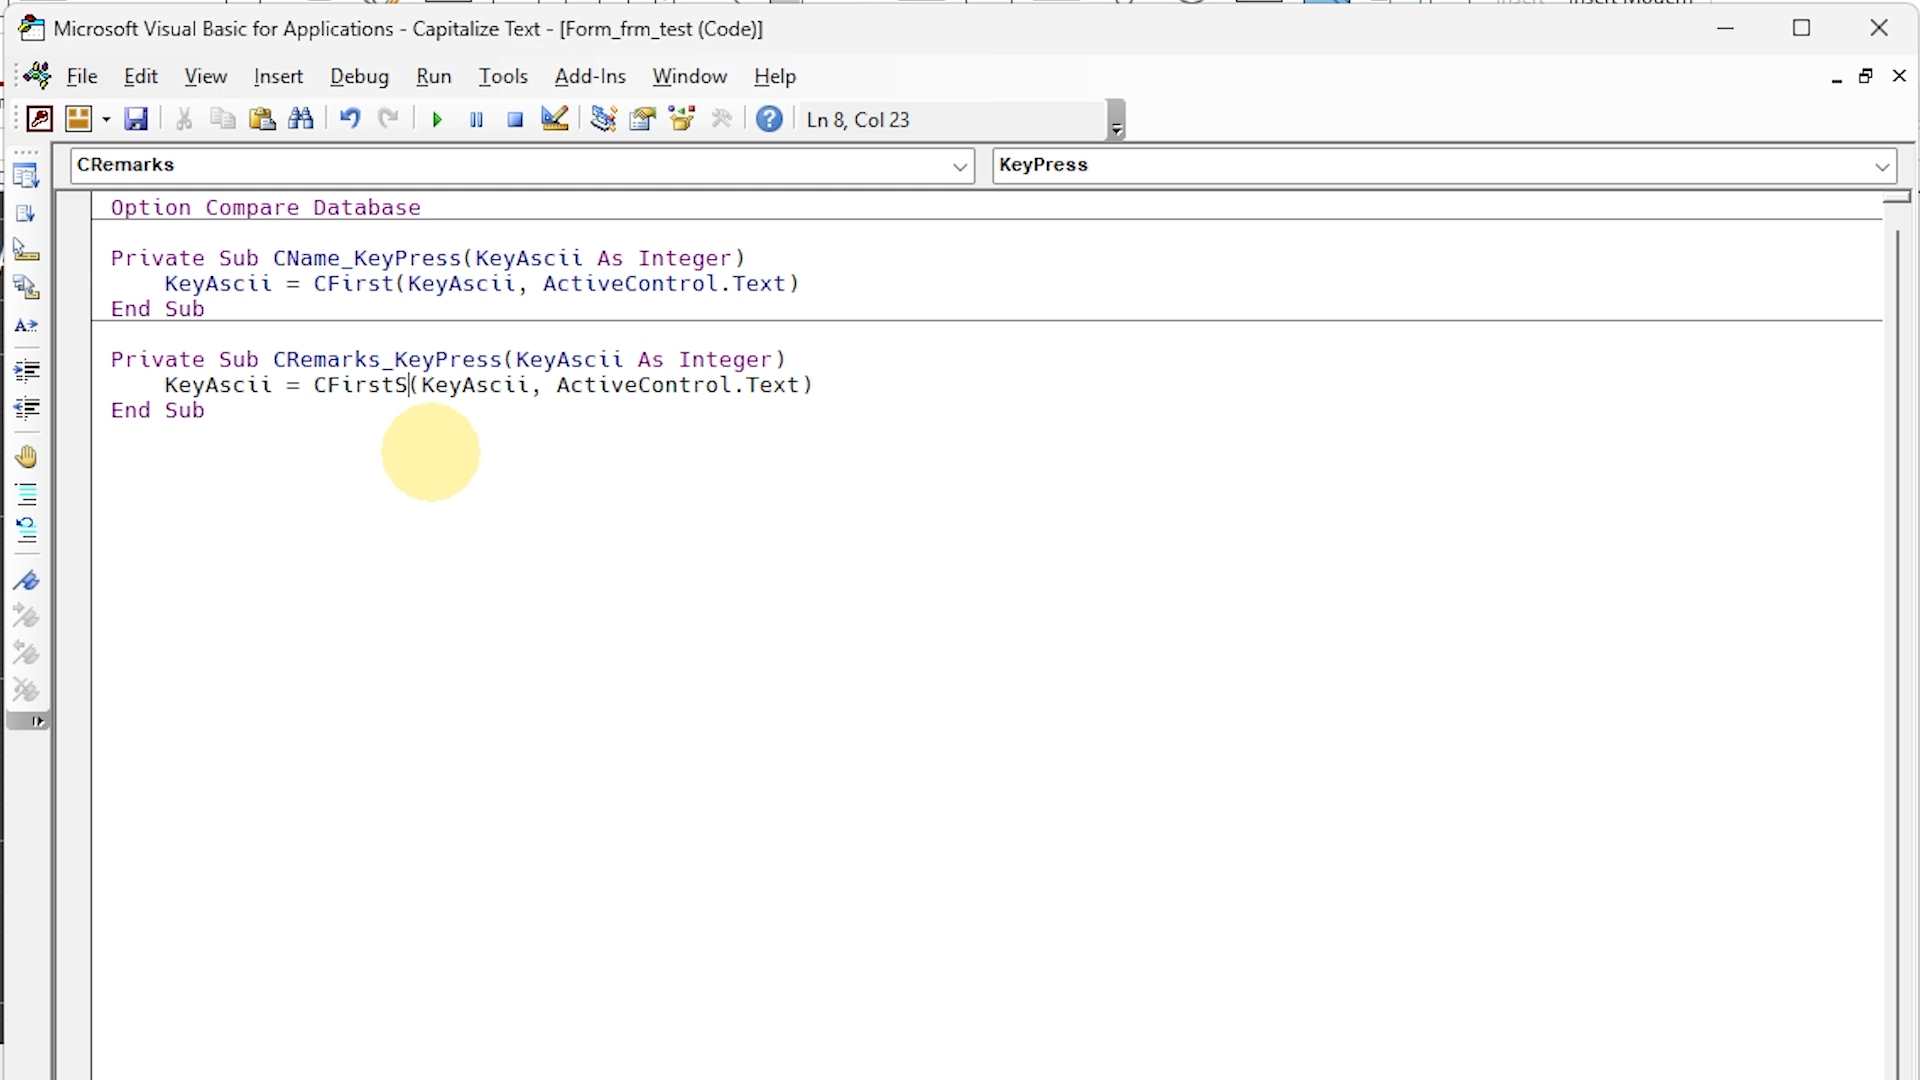 Microsoft Visual Basic for Applications - Capitalize Text - [Form_frm_test (Code)]
File Edit View Insert Debug Run Tools Add-Ins Window Help
Ln 8, Col 23
CRemarks KeyPress
Option Compare Database
Private Sub CName_KeyPress(KeyAscii As Integer)
KeyAscii = CFirst(KeyAscii, ActiveControl.Text)
End Sub
Private Sub CRemarks_KeyPress(KeyAscii As Integer)
KeyAscii = CFirstS(KeyAscii, ActiveControl.Text)
End Sub